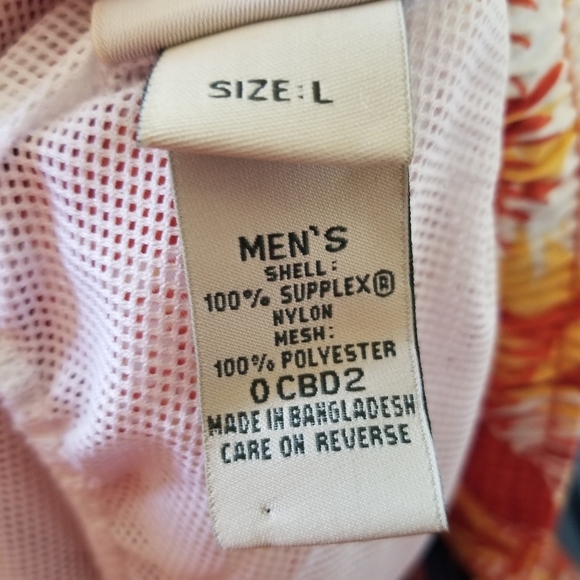 SIZE:L
MEN'S
SHELL:
100% SUPPLEX®
NYLON
MESH:
100% POLYESTER
0CBD2
MADE IN BANGLADESH
CARE ON REVERSE